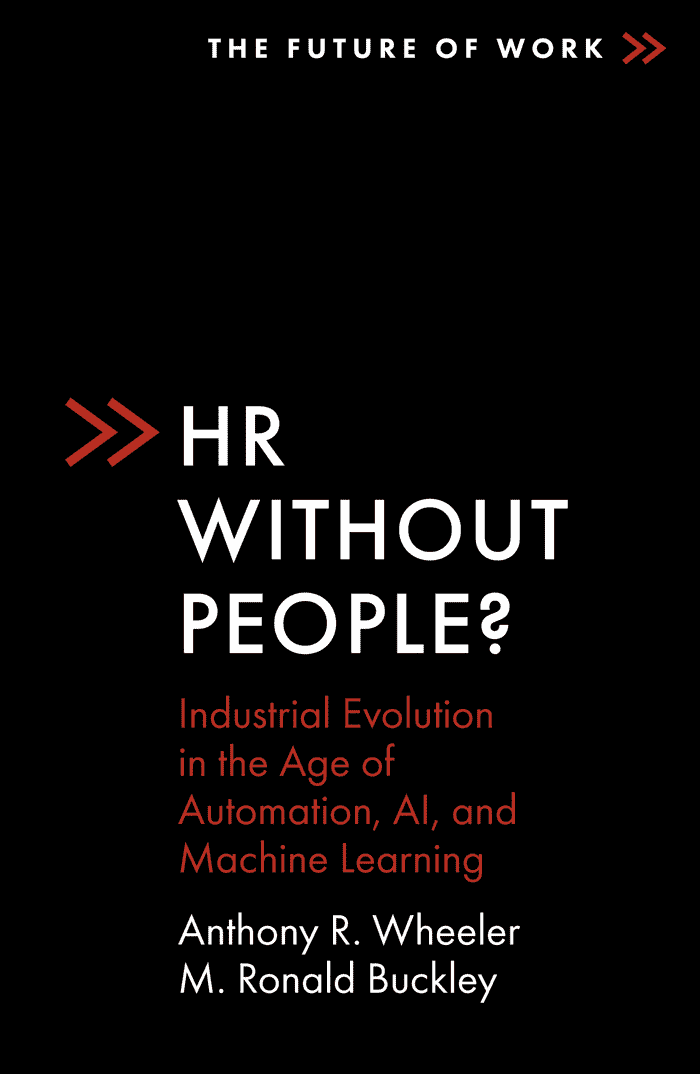 THE FUTURE OF WORK
HR
WITHOUT
PEOPLE?
Industrial Evolution
in the Age of
Automation, AI, and
Machine Learning
Anthony R. Wheeler
M. Ronald Buckley